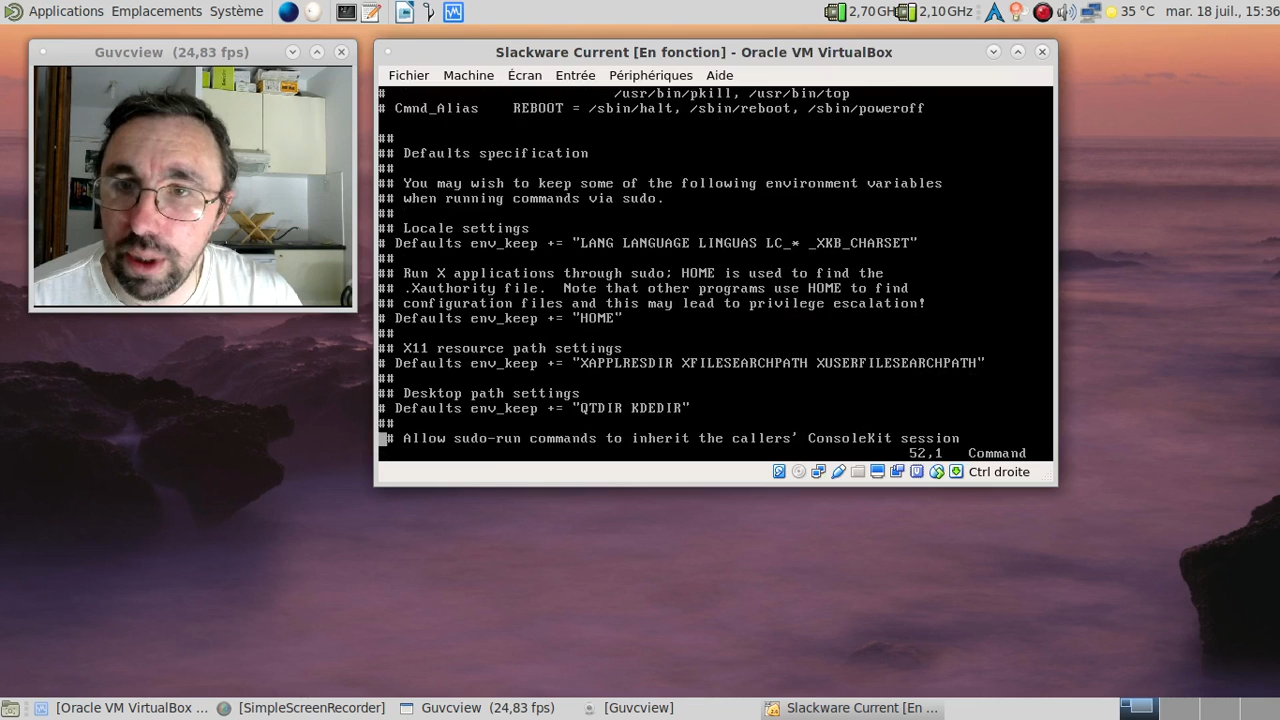 Applications Emplacements Système
2,70GH 2,10GHz 35 °C mar. 18 juil., 15:36
Guvcview (24,83 fps)
Slackware Current [En fonction] - Oracle VM VirtualBox
Fichier Machine Écran Entrée Périphériques Aide
# /usr/bin/pkill, /usr/bin/top
# Cmnd_Alias REBOOT = /sbin/halt, /sbin/reboot, /sbin/poweroff
##
## Defaults specification
##
## You may wish to keep some of the following environment variables
## when running commands via sudo.
##
## Locale settings
# Defaults env_keep += "LANG LANGUAGE LINGUAS LC_* _XKB_CHARSET"
##
## Run X applications through sudo; HOME is used to find the
## .Xauthority file. Note that other programs use HOME to find
## configuration files and this may lead to privilege escalation!
# Defaults env_keep += "HOME"
##
## X11 resource path settings
# Defaults env_keep += "XAPPLRESDIR XFILESEARCHPATH XUSERFILESEARCHPATH"
##
## Desktop path settings
# Defaults env_keep += "QTDIR KDEDIR"
##
## Allow sudo-run commands to inherit the callers' ConsoleKit session
52,1 Command
Ctrl droite
[Oracle VM VirtualBox ... [SimpleScreenRecorder] Guvcview (24,83 fps) [Guvcview] Slackware Current [En ...